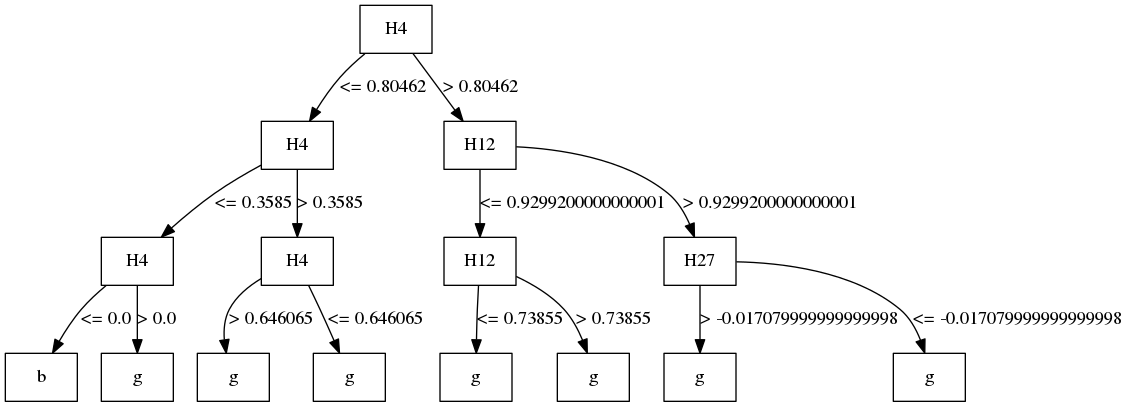 H4
<= 0.80462
> 0.80462
H4
H12
<= 0.3585
> 0.3585
<= 0.9299200000000001
> 0.9299200000000001
H4
H4
H12
H27
<= 0.0
> 0.0
> 0.646065
<= 0.646065
<= 0.73855
> 0.73855
> -0.017079999999999998
<= -0.017079999999999998
b
g
g
g
g
g
g
g